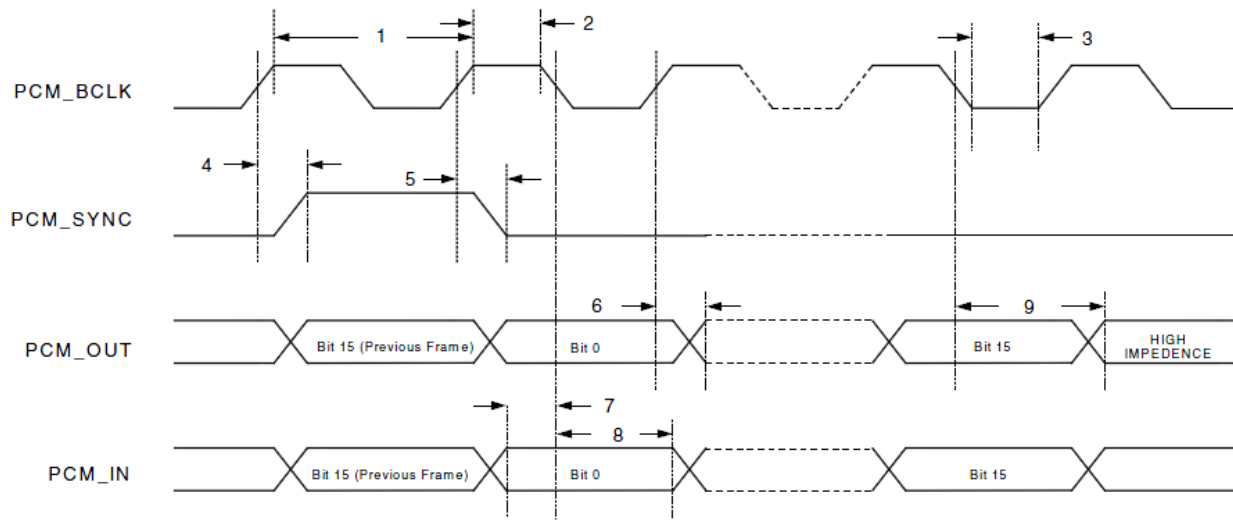 1
2
3
PCM_BCLK
4
5
PCM_SYNC
6
9
PCM_OUT
Bit 15 (Previous Frame)
Bit 0
Bit 15
HIGH
IMPEDENCE
7
8
PCM_IN
Bit 15 (Previous Frame)
Bit 0
Bit 15